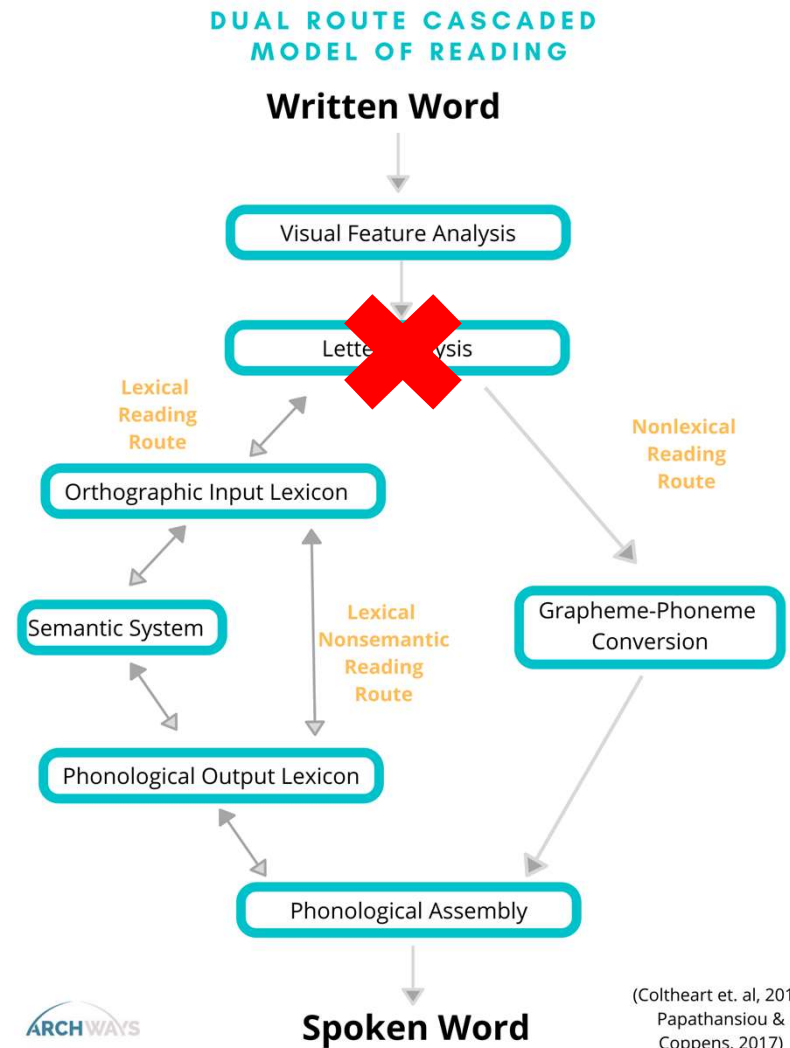 DUAL ROUTE CASCADED
MODEL OF READING
Written Word
Visual Feature Analysis
Lexical
Reading
Route
Nonlexical
Reading
Route
Orthographic Input Lexicon
Semantic System
Lexical
Nonsemantic
Reading
Route
Grapheme-Phoneme
Conversion
Phonological Output Lexicon
Phonological Assembly
Spoken Word
ARCHWAYS
(Coltheart et. al,
Papathansiou &
Coppens, 2017)